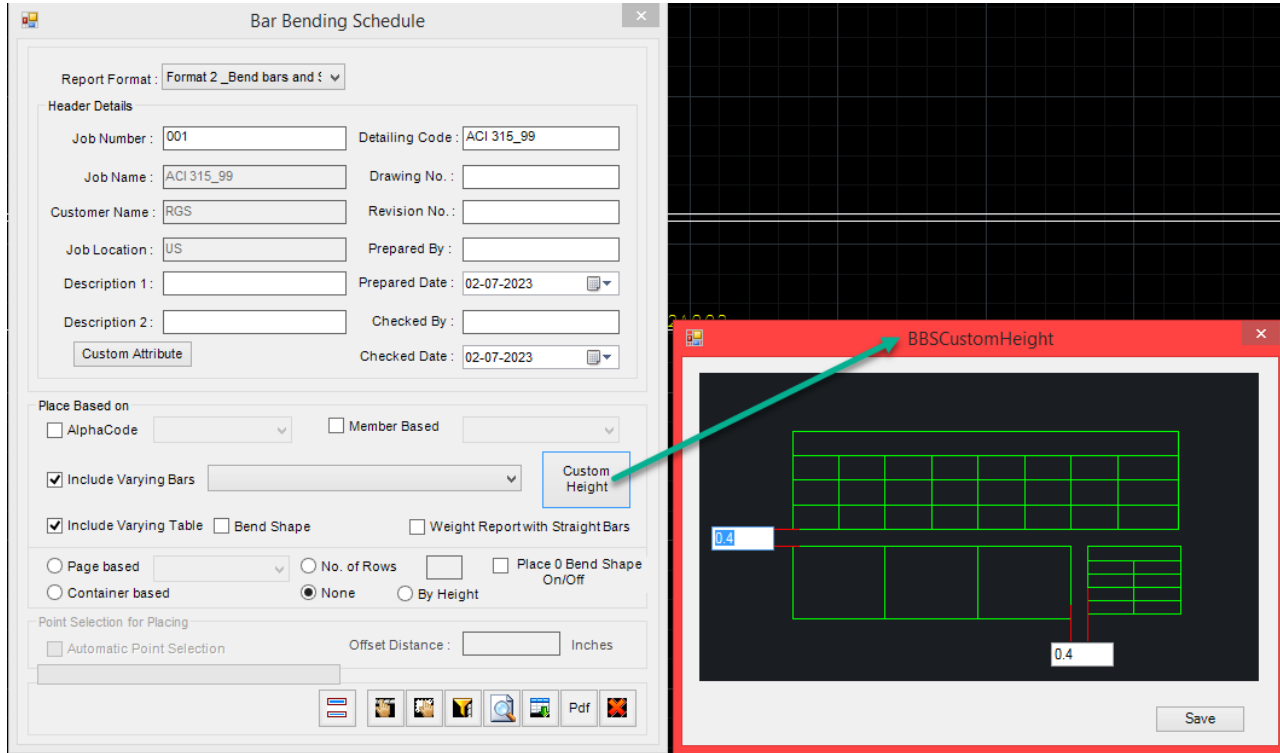 Bar Bending Schedule
Report Format : Format 2 _Bend bars and S
Header Details
Job Number : 001 Detailing Code : ACI 315_99
Job Name : ACI 315_99 Drawing No. :
Customer Name : RGS Revision No. :
Job Location : US Prepared By :
Description 1 : Prepared Date : 02-07-2023
Description 2 : Checked By :
Custom Attribute Checked Date : 02-07-2023
Place Based on
AlphaCode Member Based
Include Varying Bars Custom
Height
Include Varying Table Bend Shape Weight Report with Straight Bars
Page based No. of Rows Place 0 Bend Shape
On/Off
Container based None By Height
Point Selection for Placing
Automatic Point Selection Offset Distance : Inches
Pdf
BBSCustomHeight
0.4
0.4
Save